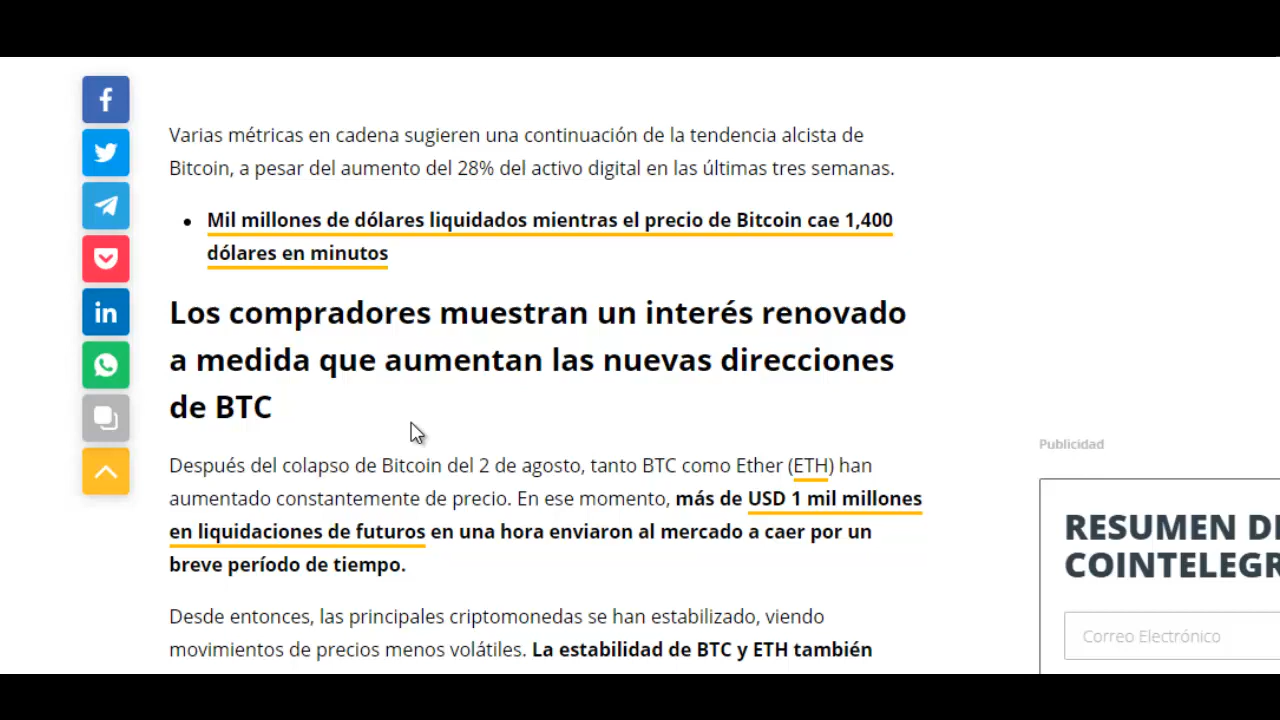 Varias métricas en cadena sugieren una continuación de la tendencia alcista de
Bitcoin, a pesar del aumento del 28% del activo digital en las últimas tres semanas.
Mil millones de dólares liquidados mientras el precio de Bitcoin cae 1,400
dólares en minutos
Los compradores muestran un interés renovado
a medida que aumentan las nuevas direcciones
de BTC
Después del colapso de Bitcoin del 2 de agosto, tanto BTC como Ether (ETH) han
aumentado constantemente de precio. En ese momento, más de USD 1 mil millones
en liquidaciones de futuros en una hora enviaron al mercado a caer por un
breve período de tiempo.
Desde entonces, las principales criptomonedas se han estabilizado, viendo
movimientos de precios menos volátiles. La estabilidad de BTC y ETH también
Publicidad
RESUMEN DE
COINTELEGR
Correo Electrónico